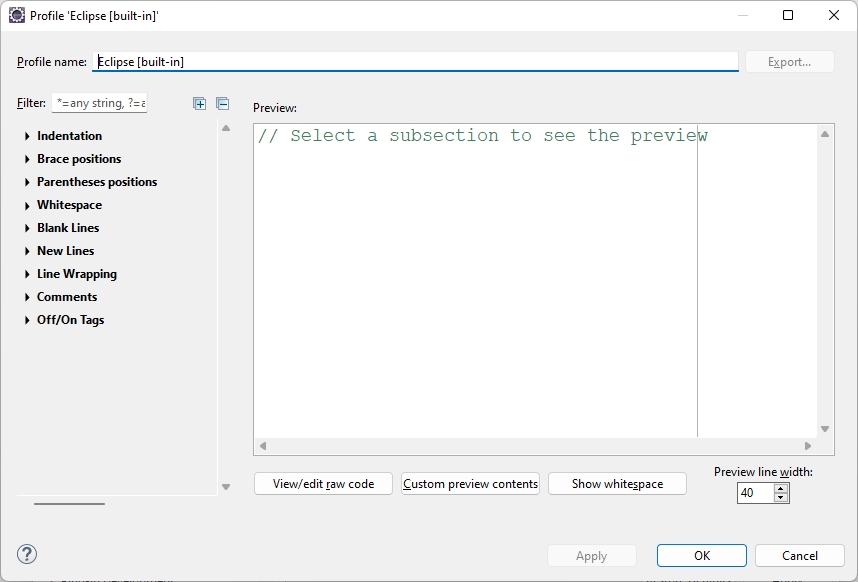 Profile 'Eclipse [built-in]'
Profile name: Eclipse [built-in] Export...
Filter: *=any string, ?=a
Preview:
Indentation
Brace positions
Parentheses positions
Whitespace
Blank Lines
New Lines
Line Wrapping
Comments
Off/On Tags
// Select a subsection to see the preview
View/edit raw code Custom preview contents Show whitespace
Preview line width:
40
Apply OK Cancel